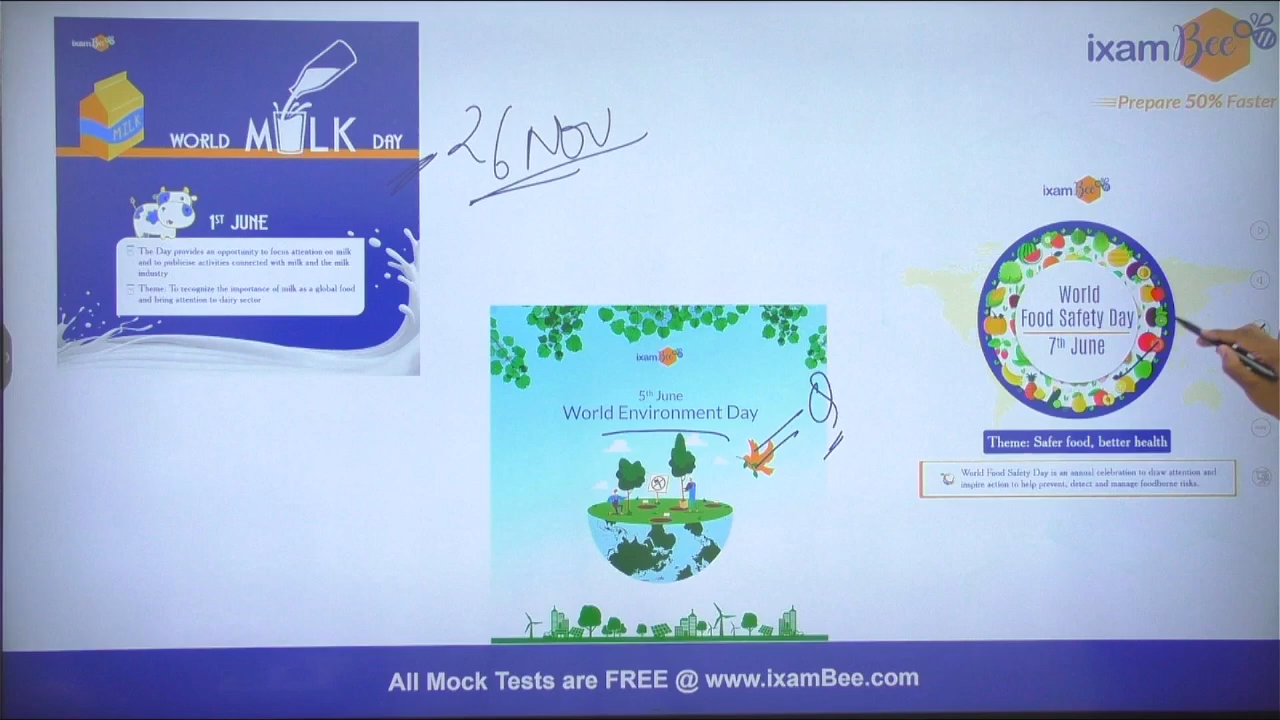 ixamBee
WORLD MILK DAY
1ST JUNE
The Day provides an opportunity to focus attention on milk
and to publicise activities connected with milk and the milk
industry
Theme: To recognize the importance of milk as a global food
and bring attention to dairy sector
MILK
26 Nov
ixamBee
5th June
World Environment Day
ixamBee
Prepare 50% Faster
ixamBee
World
Food Safety Day
7th June
Theme: Safer food, better health
World Food Safety Day is an annual celebration to draw attention and
inspire action to help prevent, detect and manage foodborne risks.
All Mock Tests are FREE @ www.ixamBee.com